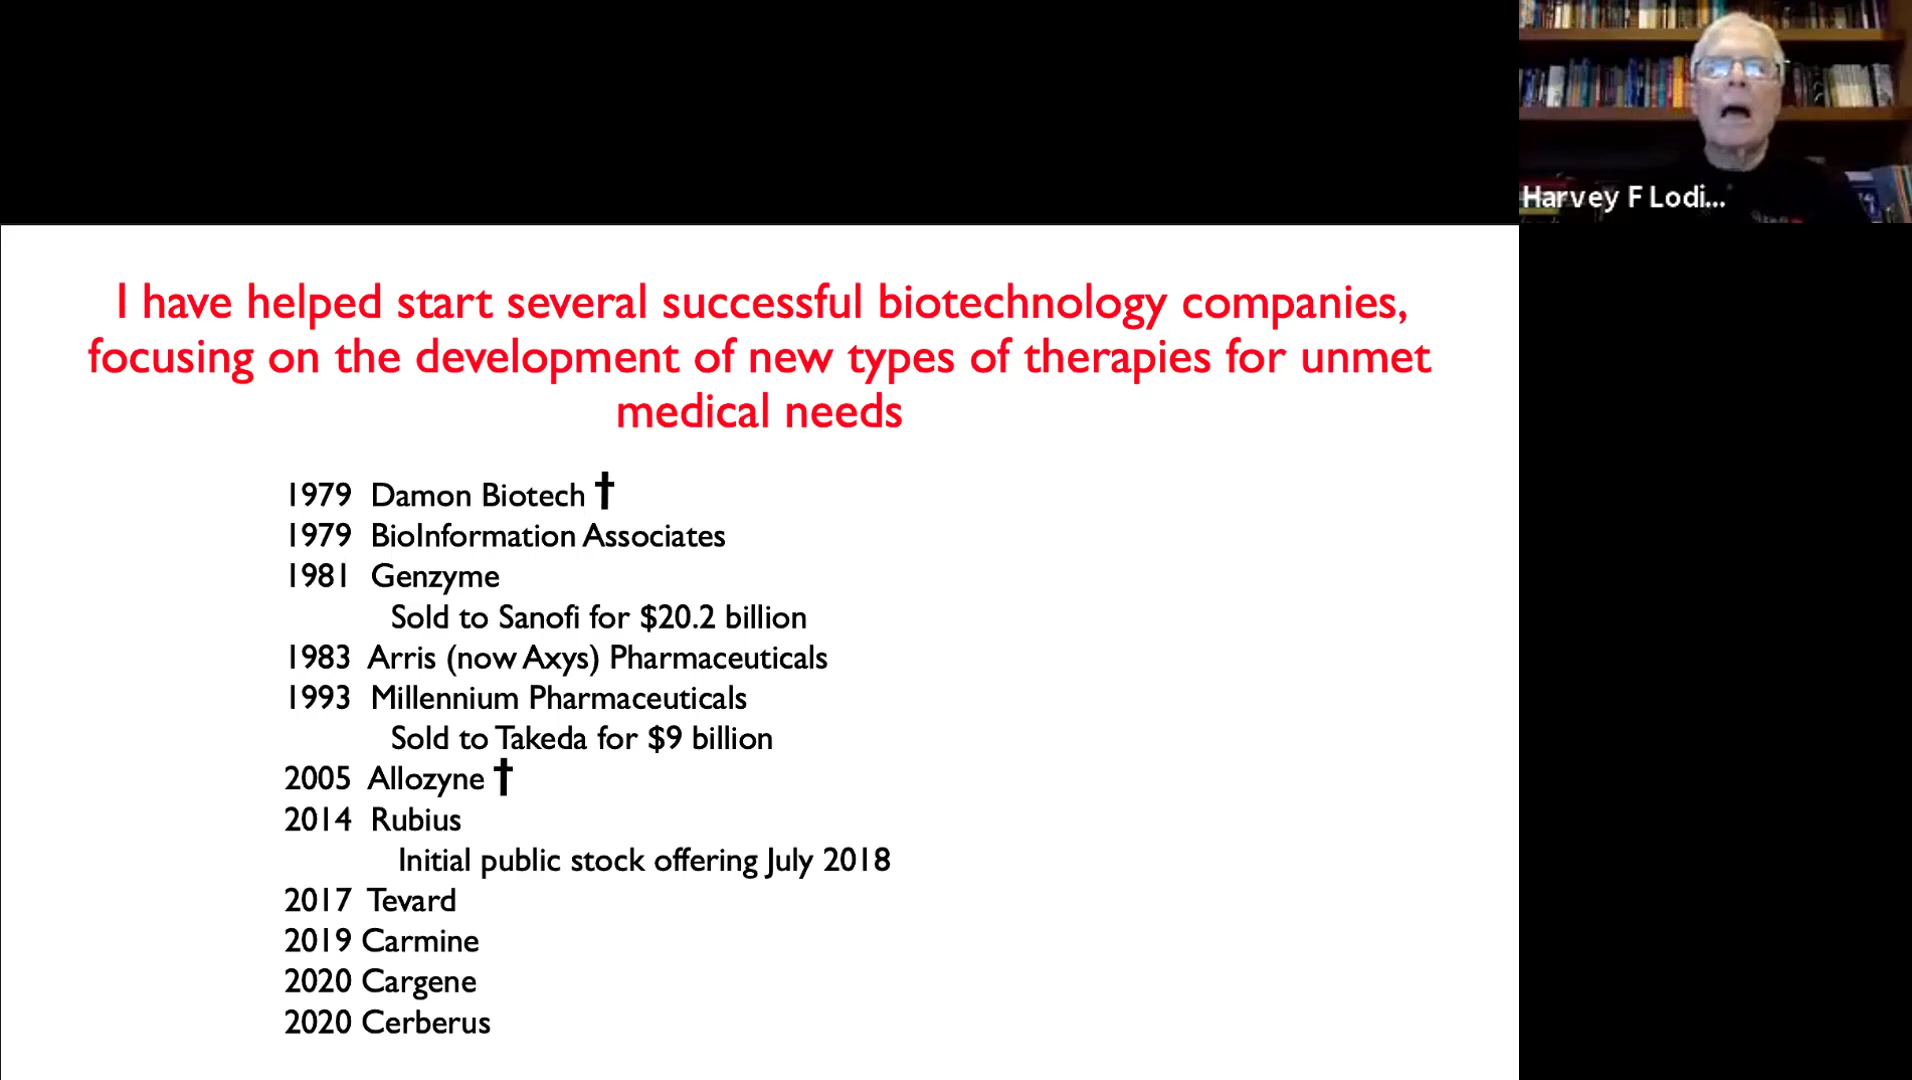 Harvey F Lodi...
I have helped start several successful biotechnology companies,
focusing on the development of new types of therapies for unmet
medical needs
1979 Damon Biotech †
1979 BioInformation Associates
1981 Genzyme
Sold to Sanofi for $20.2 billion
1983 Arris (now Axys) Pharmaceuticals
1993 Millennium Pharmaceuticals
Sold to Takeda for $9 billion
2005 Allozyne †
2014 Rubius
Initial public stock offering July 2018
2017 Tevard
2019 Carmine
2020 Cargene
2020 Cerberus